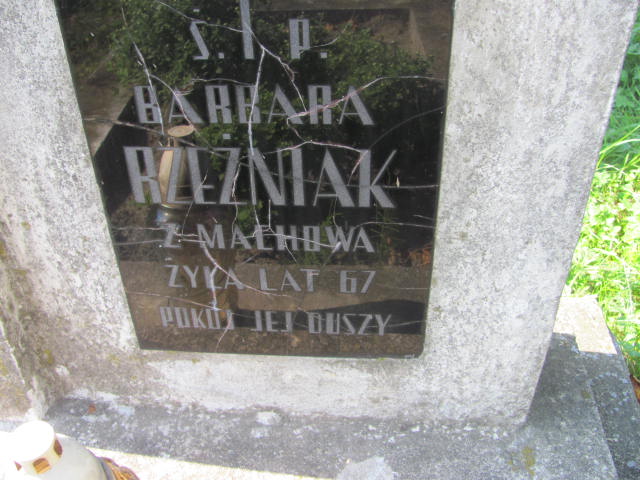 Ś. † P.
BARBARA
RZEŹNIAK
Z MACHOWA
ŻYŁA LAT 67
POKÓJ JEJ DUSZY